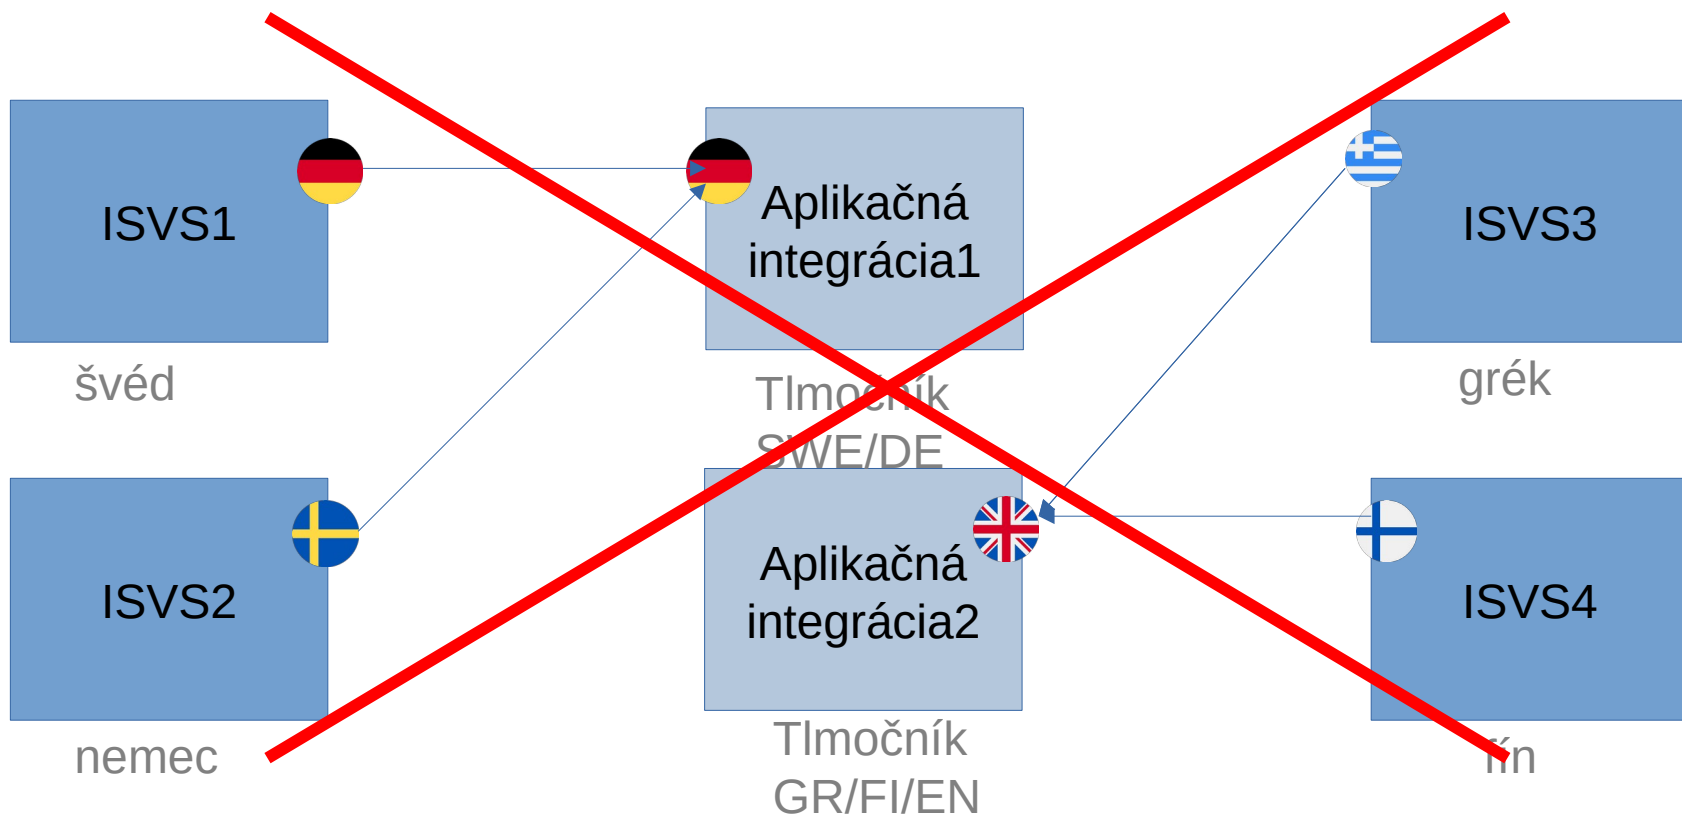 ISVS1
švéd
Aplikačná
integrácia1
Tlmočník
SWE/DE
ISVS3
grék
ISVS2
nemec
Aplikačná
integrácia2
Tlmočník
GR/FI/EN
ISVS4
fín